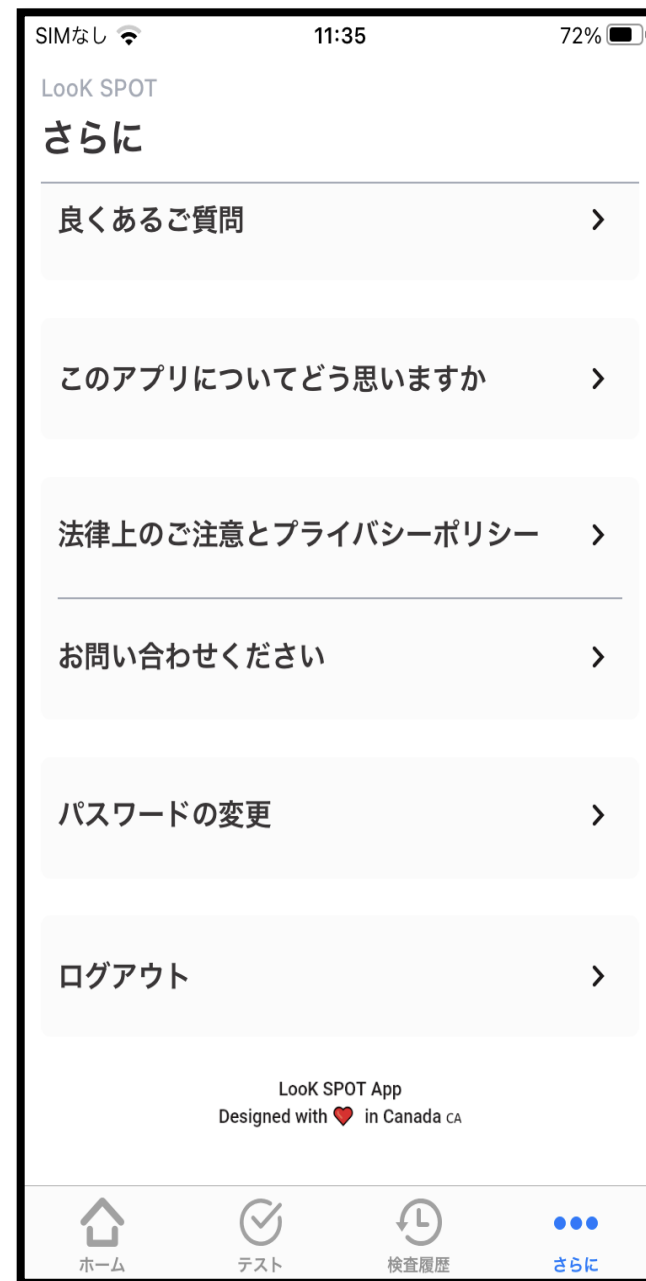 SIMなし 11:35 72%
LooK SPOT
さらに
良くあるご質問
このアプリについてどう思いますか
法律上のご注意とプライバシーポリシー
お問い合わせください
パスワードの変更
ログアウト
LooK SPOT App
Designed with ❤️ in Canada CA
ホーム テスト 検査履歴 さらに